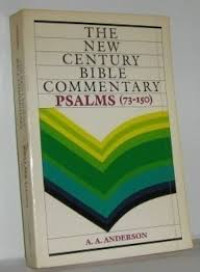 THE
NEW
CENTURY
BIBLE
COMMENTARY
PSALMS (73-150)
A. A. ANDERSON